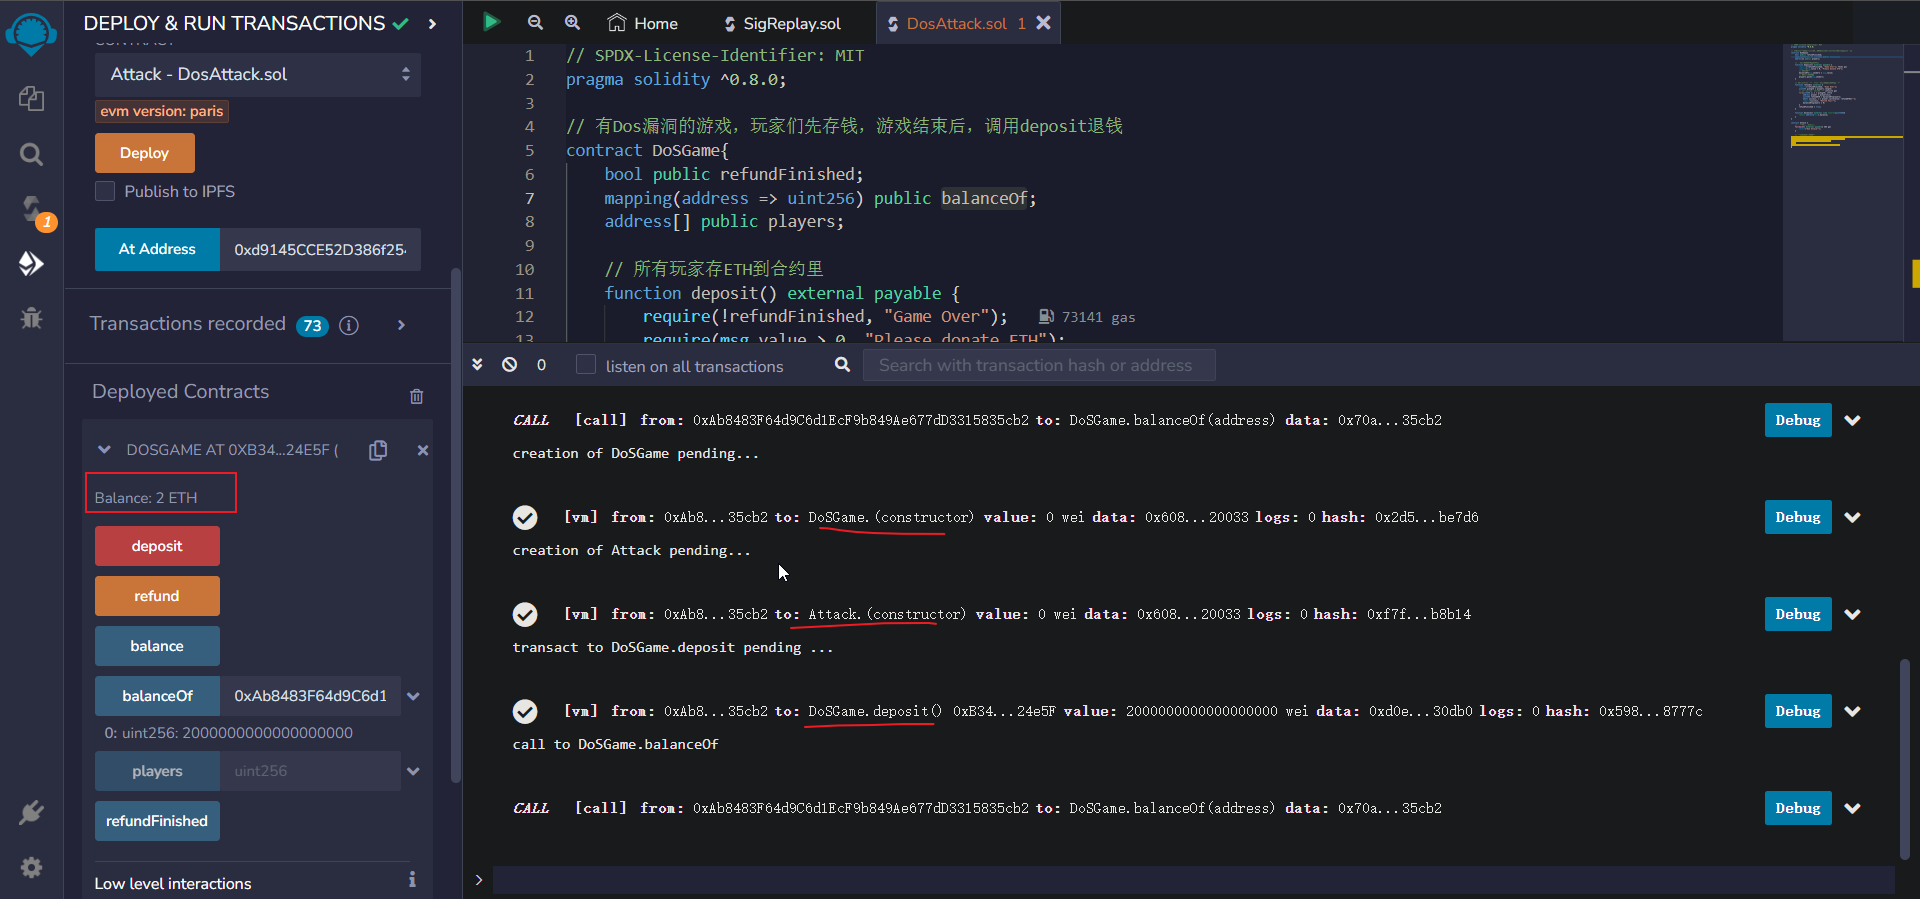 DEPLOY & RUN TRANSACTIONS
CONTRACT
Attack - DosAttack.sol
evm version: paris
Deploy
Publish to IPFS
At Address 0xd9145CCE52D386f25
Transactions recorded 73
Deployed Contracts
DOSGAME AT 0XB34...24E5F (
Balance: 2 ETH
deposit
refund
balance
balanceOf 0xAb8483F64d9C6d1
0: uint256: 2000000000000000000
players uint256
refundFinished
Low level interactions
1
Home SigReplay.sol DosAttack.sol 1
1 // SPDX-License-Identifier: MIT
2 pragma solidity ^0.8.0;
3
4 // 有Dos漏洞的游戏，玩家们先存钱，游戏结束后，调用deposit退钱
5 contract DoSGame{
6 bool public refundFinished;
7 mapping(address => uint256) public balanceOf;
8 address[] public players;
9
10 // 所有玩家存ETH到合约里
11 function deposit() external payable {
12 require(!refundFinished, "Game Over"); 73141 gas
13 require(msg.value > 0, "Please donate ETH");
0 listen on all transactions Search with transaction hash or address
CALL [call] from: 0xAb8483F64d9C6d1EcF9b849Ae677dD3315835cb2 to: DoSGame.balanceOf(address) data: 0x70a...35cb2 Debug
creation of DoSGame pending...
[vm] from: 0xAb8...35cb2 to: DoSGame.(constructor) value: 0 wei data: 0x608...20033 logs: 0 hash: 0x2d5...be7d6 Debug
creation of Attack pending...
[vm] from: 0xAb8...35cb2 to: Attack.(constructor) value: 0 wei data: 0x608...20033 logs: 0 hash: 0xf7f...b8b14 Debug
transact to DoSGame.deposit pending ...
[vm] from: 0xAb8...35cb2 to: DoSGame.deposit() 0xB34...24e5F value: 2000000000000000000 wei data: 0xd0e...30db0 logs: 0 hash: 0x598...8777c Debug
call to DoSGame.balanceOf
CALL [call] from: 0xAb8483F64d9C6d1EcF9b849Ae677dD3315835cb2 to: DoSGame.balanceOf(address) data: 0x70a...35cb2 Debug
>